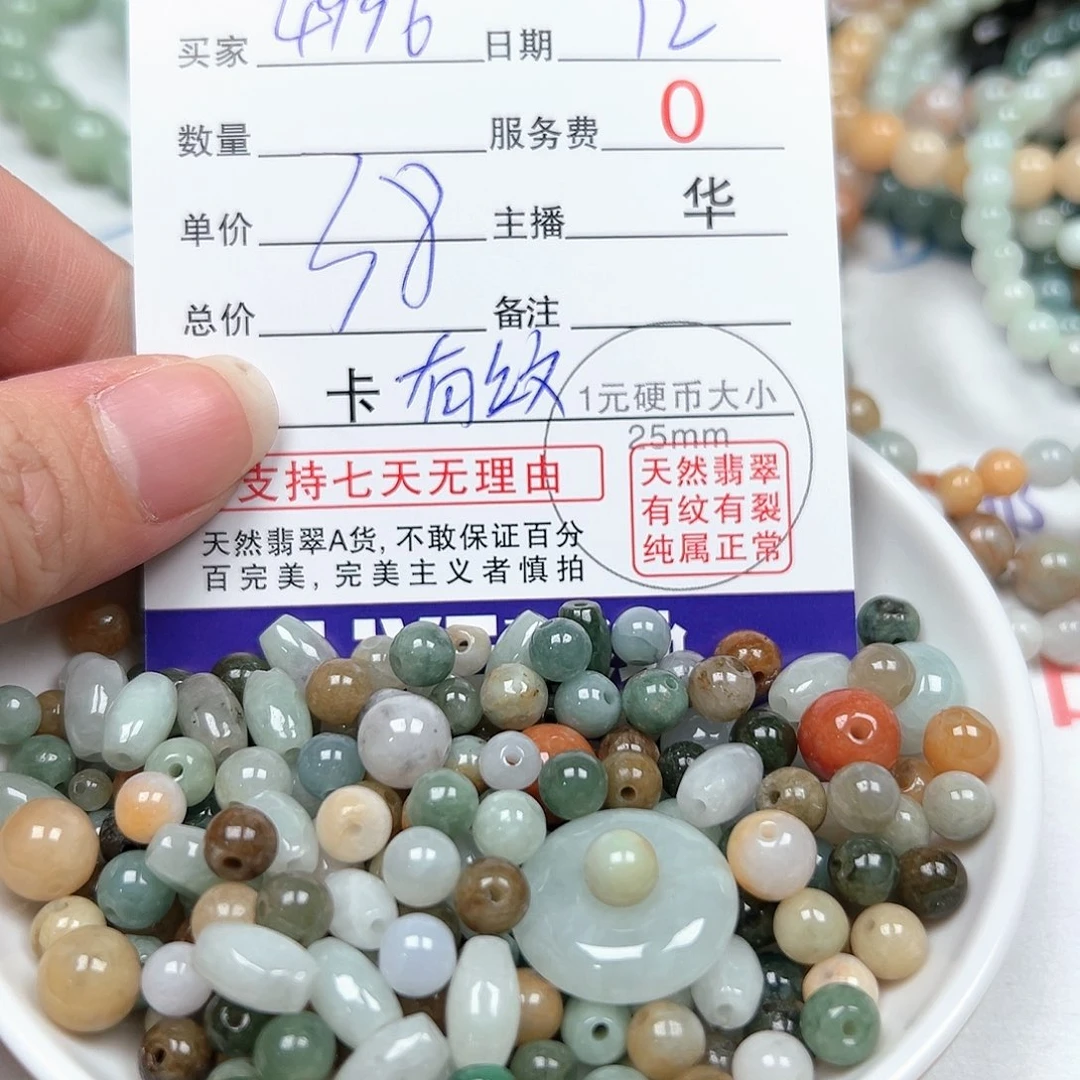 买家 4996 日期 12
数量 服务费 0
单价 58 主播 华
总价 备注
卡 有纹 1元硬币大小
25mm
支持七天无理由
天然翡翠
有纹有裂
纯属正常
天然翡翠A货, 不敢保证百分
百完美, 完美主义者慎拍